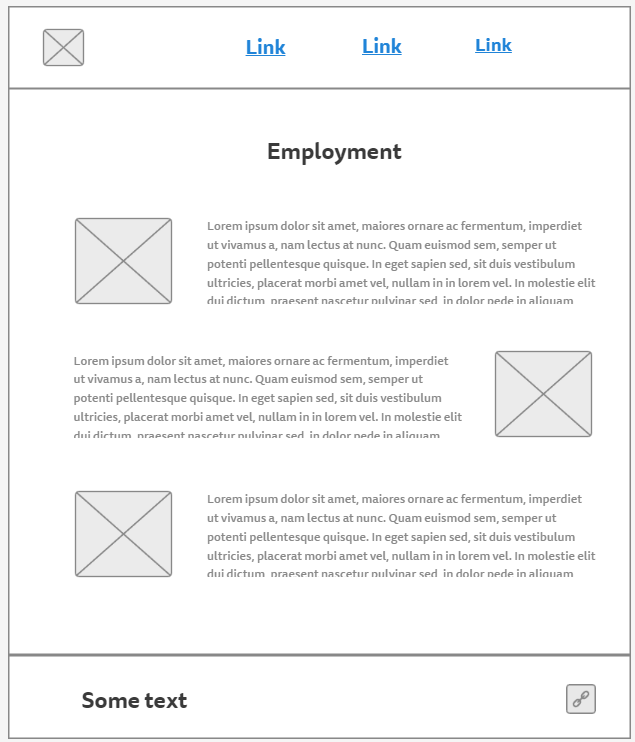 Link Link Link
Employment
Lorem ipsum dolor sit amet, maiores ornare ac fermentum, imperdiet
ut vivamus a, nam lectus at nunc. Quam euismod sem, semper ut
potenti pellentesque quisque. In eget sapien sed, sit duis vestibulum
ultricies, placerat morbi amet vel, nullam in in lorem vel. In molestie elit
dui dictum, praesent nascetur pulvinar sed, in dolor pede in aliquam
Lorem ipsum dolor sit amet, maiores ornare ac fermentum, imperdiet
ut vivamus a, nam lectus at nunc. Quam euismod sem, semper ut
potenti pellentesque quisque. In eget sapien sed, sit duis vestibulum
ultricies, placerat morbi amet vel, nullam in in lorem vel. In molestie elit
dui dictum, praesent nascetur pulvinar sed, in dolor pede in aliquam
Lorem ipsum dolor sit amet, maiores ornare ac fermentum, imperdiet
ut vivamus a, nam lectus at nunc. Quam euismod sem, semper ut
potenti pellentesque quisque. In eget sapien sed, sit duis vestibulum
ultricies, placerat morbi amet vel, nullam in in lorem vel. In molestie elit
dui dictum, praesent nascetur pulvinar sed, in dolor pede in aliquam
Some text